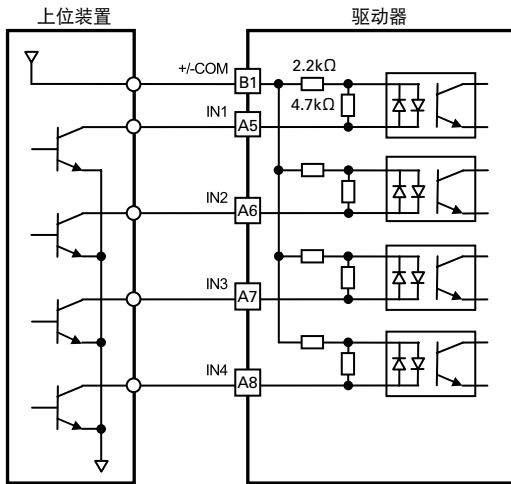 上位装置
驱动器
+/-COM
B1
2.2kΩ
4.7kΩ
IN1
A5
IN2
A6
IN3
A7
IN4
A8